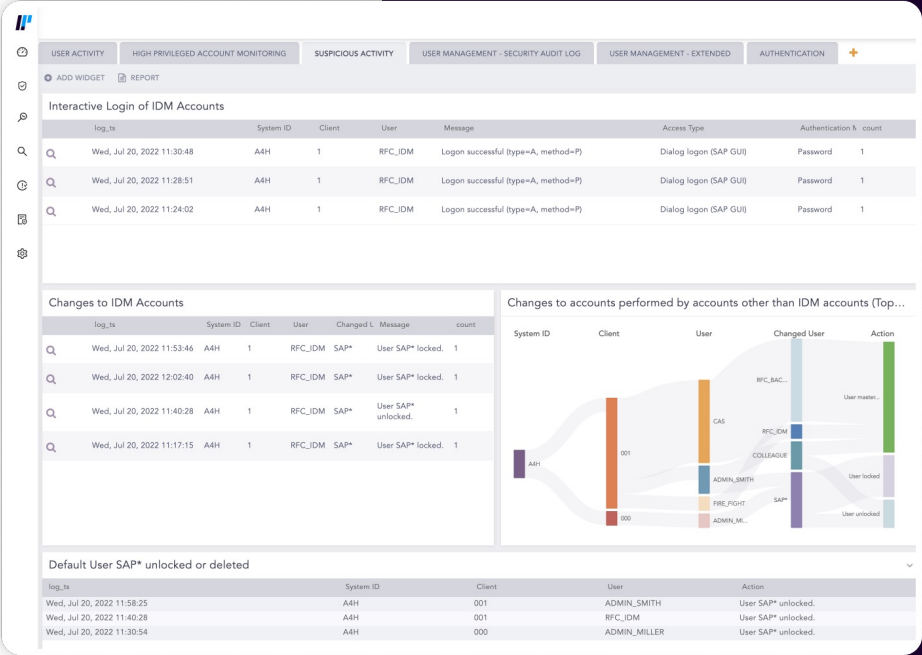 USER ACTIVITY HIGH PRIVILEGED ACCOUNT MONITORING SUSPICIOUS ACTIVITY USER MANAGEMENT - SECURITY AUDIT LOG USER MANAGEMENT - EXTENDED AUTHENTICATION +
ADD WIDGET REPORT
Interactive Login of IDM Accounts
log_ts System ID Client User Message Access Type Authentication M count
Wed, Jul 20, 2022 11:30:48 A4H 1 RFC_IDM Logon successful (type=A, method=P) Dialog logon (SAP GUI) Password 1
Wed, Jul 20, 2022 11:28:51 A4H 1 RFC_IDM Logon successful (type=A, method=P) Dialog logon (SAP GUI) Password 1
Wed, Jul 20, 2022 11:24:02 A4H 1 RFC_IDM Logon successful (type=A, method=P) Dialog logon (SAP GUI) Password 1
Changes to IDM Accounts
log_ts System ID Client User Changed L Message count
Wed, Jul 20, 2022 11:53:46 A4H 1 RFC_IDM SAP* User SAP* locked. 1
Wed, Jul 20, 2022 12:02:40 A4H 1 RFC_IDM SAP* User SAP* locked. 1
Wed, Jul 20, 2022 11:40:28 A4H 1 RFC_IDM SAP* User SAP* unlocked. 1
Wed, Jul 20, 2022 11:17:15 A4H 1 RFC_IDM SAP* User SAP* locked. 1
Changes to accounts performed by accounts other than IDM accounts (Top...
System ID Client User Changed User Action
RFC_BAC...
User master...
CAS
RFC_IDM
001
COLLEAGUE
A4H
ADMIN_SMITH
User locked
FIRE_FIGHT
SAP*
User unlocked
000
ADMIN_MI...
Default User SAP* unlocked or deleted
log_ts System ID Client User Action
Wed, Jul 20, 2022 11:58:25 A4H 001 ADMIN_SMITH User SAP* unlocked.
Wed, Jul 20, 2022 11:40:28 A4H 001 RFC_IDM User SAP* unlocked.
Wed, Jul 20, 2022 11:30:54 A4H 000 ADMIN_MILLER User SAP* unlocked.